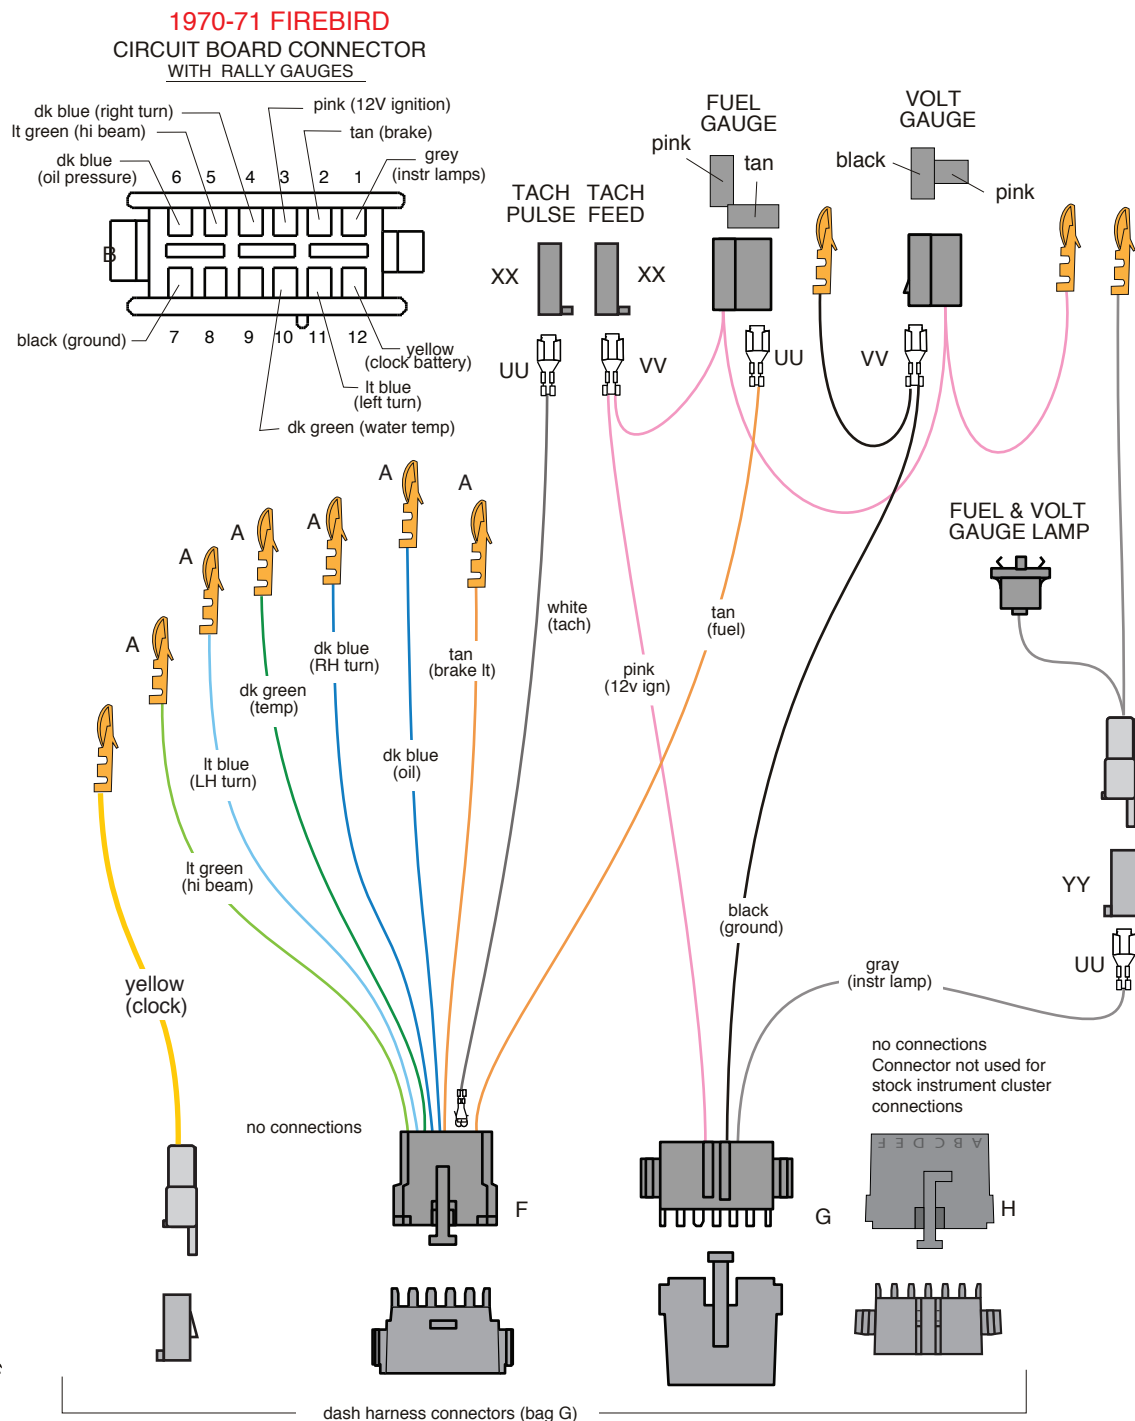 1970-71 FIREBIRD
CIRCUIT BOARD CONNECTOR
WITH RALLY GAUGES
dk blue (right turn)
lt green (hi beam)
dk blue
(oil pressure)
pink (12V ignition)
tan (brake)
grey
(instr lamps)
6 5 4 3 2 1
B
7 8 9 10 11 12
black (ground)
yellow
(clock battery)
lt blue
(left turn)
dk green (water temp)
TACH
PULSE
TACH
FEED
FUEL
GAUGE
pink
tan
VOLT
GAUGE
black
pink
XX
XX
UU
VV
UU
VV
FUEL & VOLT
GAUGE LAMP
A
A
A
A
A
A
white
(tach)
tan
(fuel)
dk blue
(RH turn)
tan
(brake lt)
pink
(12v ign)
dk green
(temp)
dk blue
(oil)
lt blue
(LH turn)
lt green
(hi beam)
YY
black
(ground)
UU
gray
(instr lamp)
yellow
(clock)
no connections
Connector not used for
stock instrument cluster
connections
no connections
F E D C B A
F
G
H
dash harness connectors (bag G)